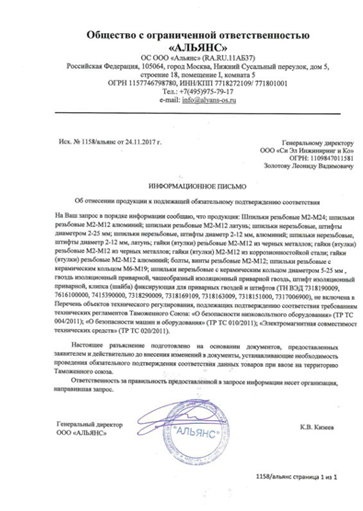 Общество с ограниченной ответственностью
«АЛЬЯНС»
ОС ООО «Альянс» (RA.RU.11АБ37)
Российская Федерация, 105064, город Москва, Нижний Сусальный переулок, дом 5,
строение 18, помещение I, комната 5
ОГРН 1157746798780, ИНН/КПП 7718272109/ 771801001
Тел.: +7(495)975-79-17
e-mail: info@alyans-os.ru
Исх. № 1158/альянс от 24.11.2017 г.
Генеральному директору
ООО «Си Эл Инжиниринг и Ко»
ОГРН: 1109847011581
Золотову Леониду Вадимовичу
ИНФОРМАЦИОННОЕ ПИСЬМО
Об отнесении продукции к подлежащей обязательному подтверждению соответствия
На Ваш запрос в порядке информации сообщаю, что продукция: Шпильки резьбовые М2-М24; шпильки
резьбовые М2-М12 алюминий; шпильки резьбовые М2-М12 латунь; шпильки нерезьбовые, штифты
диаметром 2-25 мм; шпильки нерезьбовые, штифты диаметр 2-12 мм, алюминий; шпильки нерезьбовые,
штифты диаметр 2-12 мм, латунь; гайки (втулки) резьбовые М2-М12 из черных металлов; гайки (втулки)
резьбовые М2-М12 из черных металлов; гайки (втулки) М2-М12 из коррозионностойкой стали; гайки
(втулки) резьбовые М2-М12 алюминий; болты, винты резьбовые М2-М12; шпильки резьбовые с
керамическим кольцом М6-М19; шпильки нерезьбовые с керамическим кольцом диаметром 5-25 мм ,
гвоздь изоляционный приварной, чашеобразный изоляционный приварной гвоздь, штифт изоляционный
приварной, клипса (шайба) фиксирующая для приварных гвоздей и штифтов (ТН ВЭД 7318190009,
7616100000, 7415390000, 7318290009, 7318169109, 7318163009, 7318151000, 3317006900), не включена в
Перечень объектов технического регулирования, подлежащих подтверждению соответствия требованиям
технических регламентов Таможенного Союза: «О безопасности низковольтного оборудования» (ТР ТС
004/2011); «О безопасности машин и оборудования» (ТР ТС 010/2011); «Электромагнитная совместимость
технических средств» (ТР ТС 020/2011).
Настоящее разъяснение подготовлено на основании документов, предоставленных
заявителем и действительно до внесения изменений в документы, устанавливающие необходимость
проведения обязательного подтверждения соответствия данных товаров при ввозе на территорию
Таможенного союза.
Ответственность за правильность предоставленной в запросе информации несет организация,
направившая запрос.
Генеральный директор
ООО «АЛЬЯНС»
"АЛЬЯНС"
К.В. Кизеев
1158/альянс страница 1 из 1